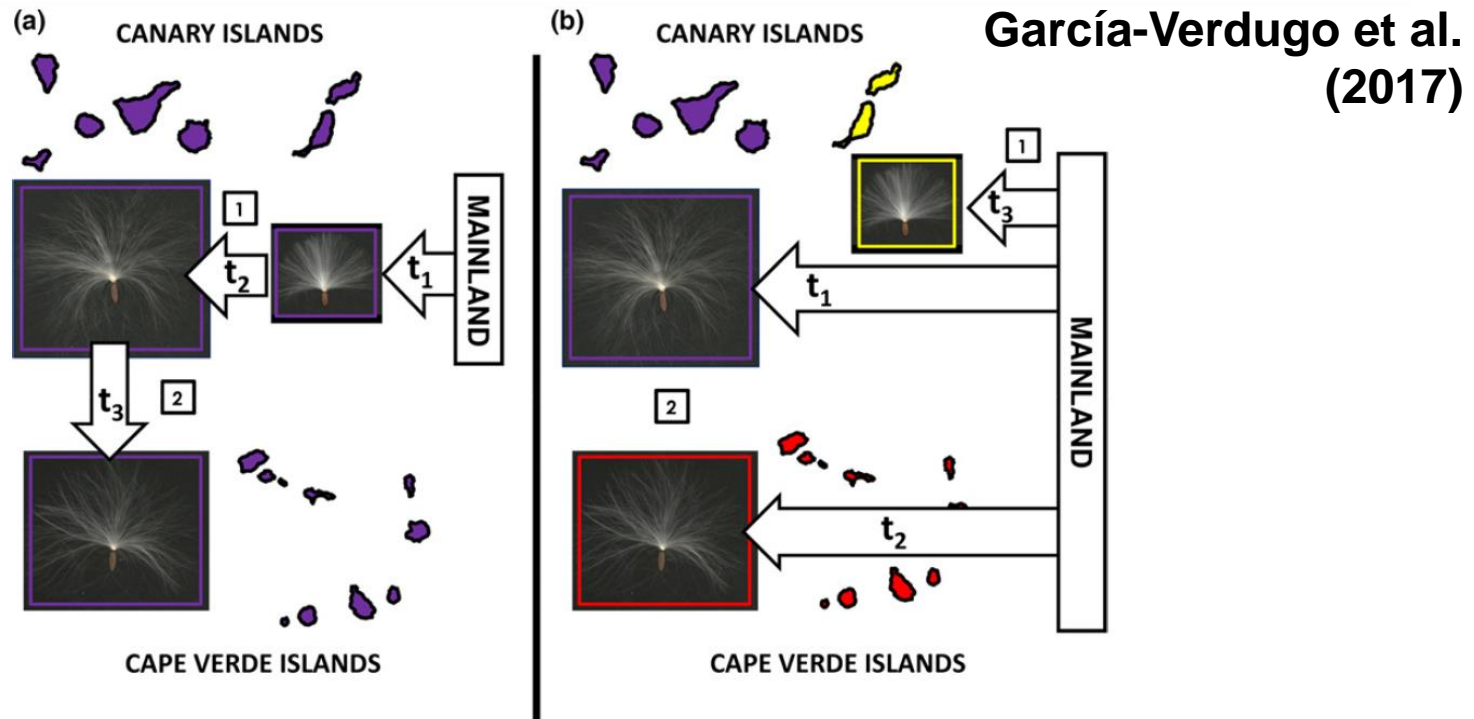 (a)
CANARY ISLANDS
1
t2
t1
MAINLAND
t3
2
CAPE VERDE ISLANDS
(b)
CANARY ISLANDS
García-Verdugo et al.
(2017)
1
t3
t1
MAINLAND
2
t2
CAPE VERDE ISLANDS